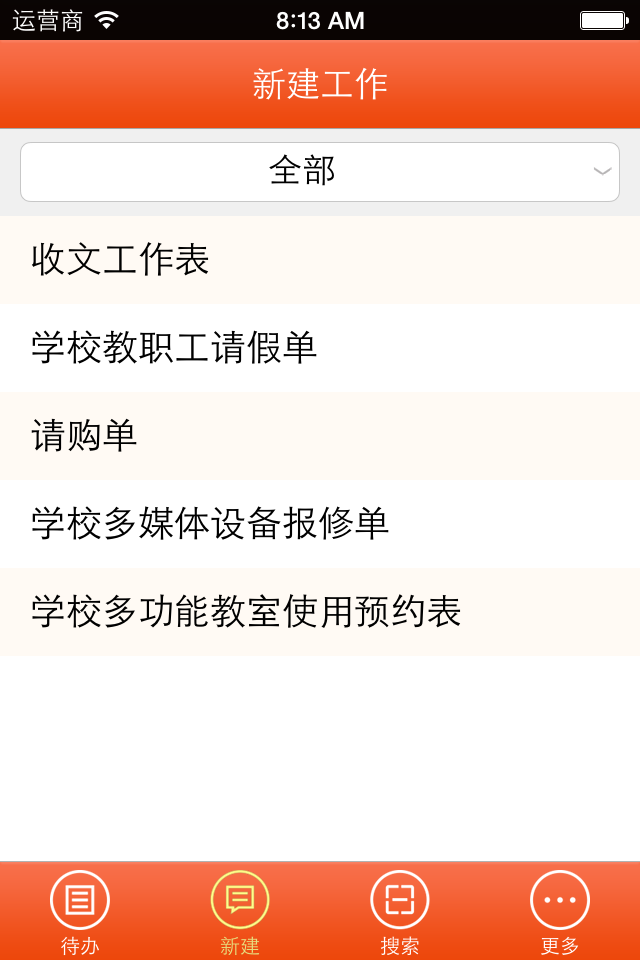 运营商 8:13 AM
新建工作
全部
收文工作表
学校教职工请假单
请购单
学校多媒体设备报修单
学校多功能教室使用预约表
待办 新建 搜索 更多